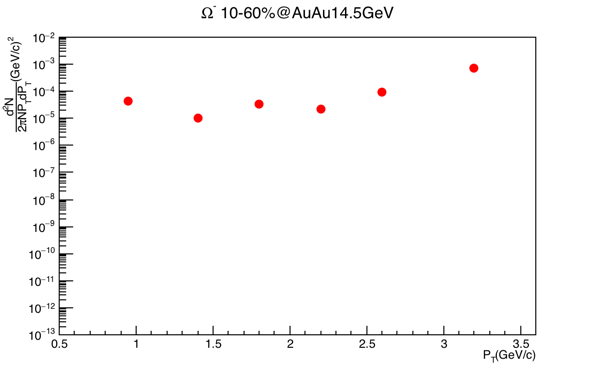 Ω⁻ 10-60%@AuAu14.5GeV
d²N
2πNP_TdP_T
(GeV/c)²
10⁻²
10⁻³
10⁻⁴
10⁻⁵
10⁻⁶
10⁻⁷
10⁻⁸
10⁻⁹
10⁻¹⁰
10⁻¹¹
10⁻¹²
10⁻¹³
0.5 1 1.5 2 2.5 3 3.5
P_T(GeV/c)